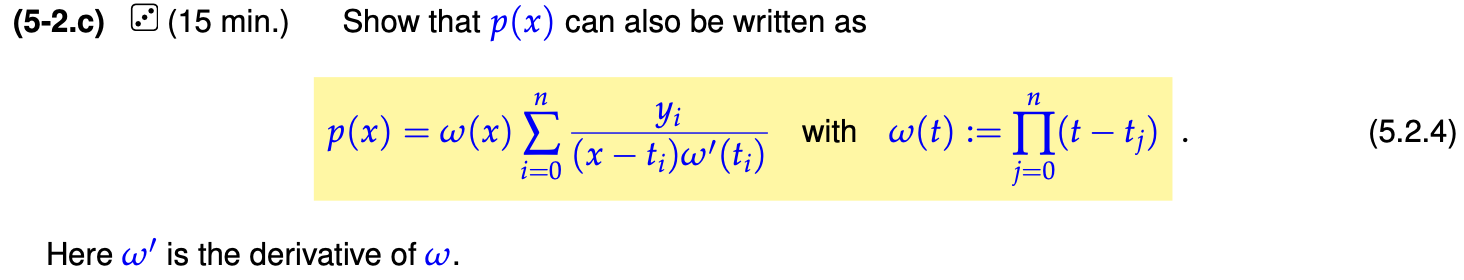 (5-2.c) ⚂ (15 min.) Show that p(x) can also be written as
p(x) = ω(x) ∑_{i=0}^{n} y_i / ((x − t_i)ω′(t_i)) with ω(t) := ∏_{j=0}^{n} (t − t_j) . (5.2.4)
Here ω′ is the derivative of ω.